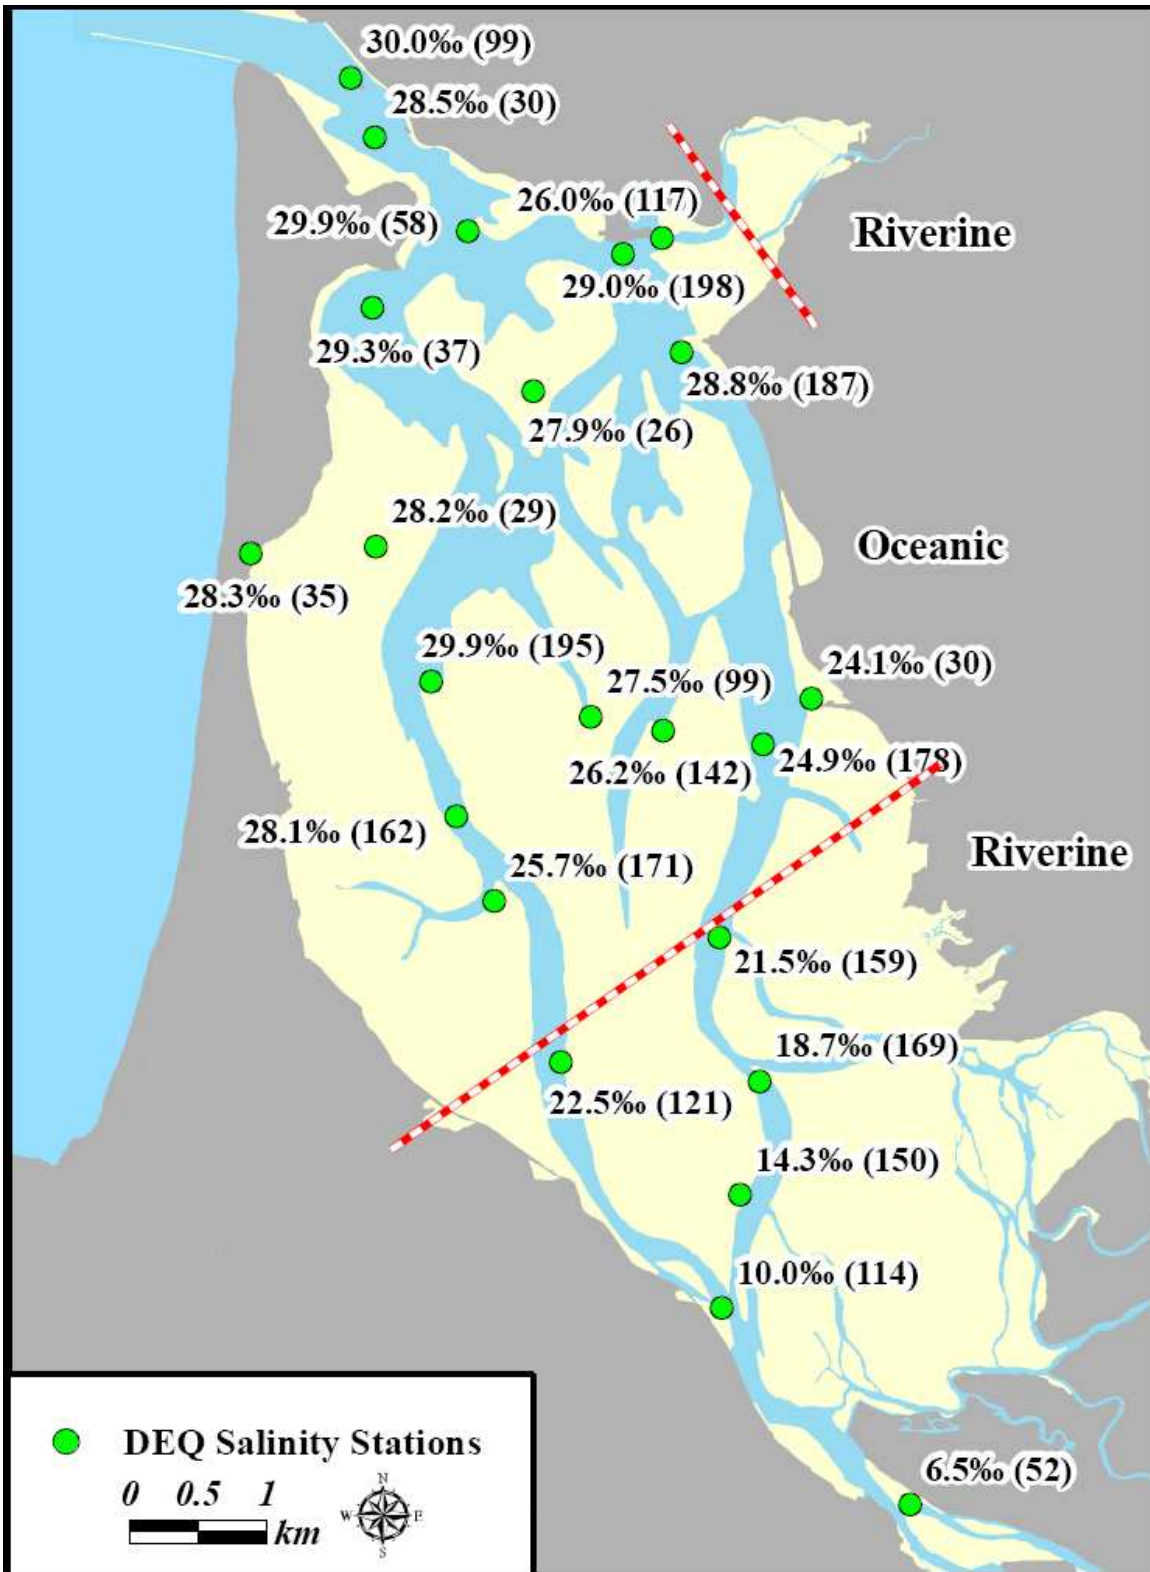 30.0‰ (99)
28.5‰ (30)
26.0‰ (117)
29.9‰ (58)
Riverine
29.0‰ (198)
29.3‰ (37)
28.8‰ (187)
27.9‰ (26)
28.2‰ (29)
Oceanic
28.3‰ (35)
29.9‰ (195)
24.1‰ (30)
27.5‰ (99)
24.9‰ (178)
26.2‰ (142)
28.1‰ (162)
Riverine
25.7‰ (171)
21.5‰ (159)
18.7‰ (169)
22.5‰ (121)
14.3‰ (150)
10.0‰ (114)
DEQ Salinity Stations
6.5‰ (52)
0 0.5 1
km
N
W E
S